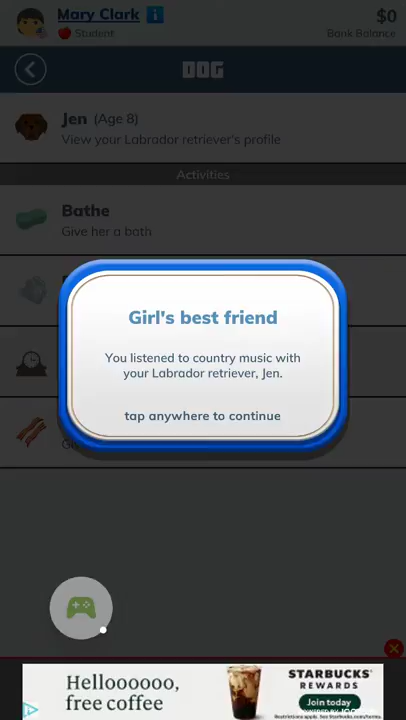 Mary Clark
$0
Student
Bank Balance
DOG
Jen (Age 8)
View your Labrador retriever's profile
Activities
Bathe
Give her a bath
Girl's best friend
You listened to country music with
your Labrador retriever, Jen.
tap anywhere to continue
Helloooooo,
free coffee
STARBUCKS®
REWARDS
Join today